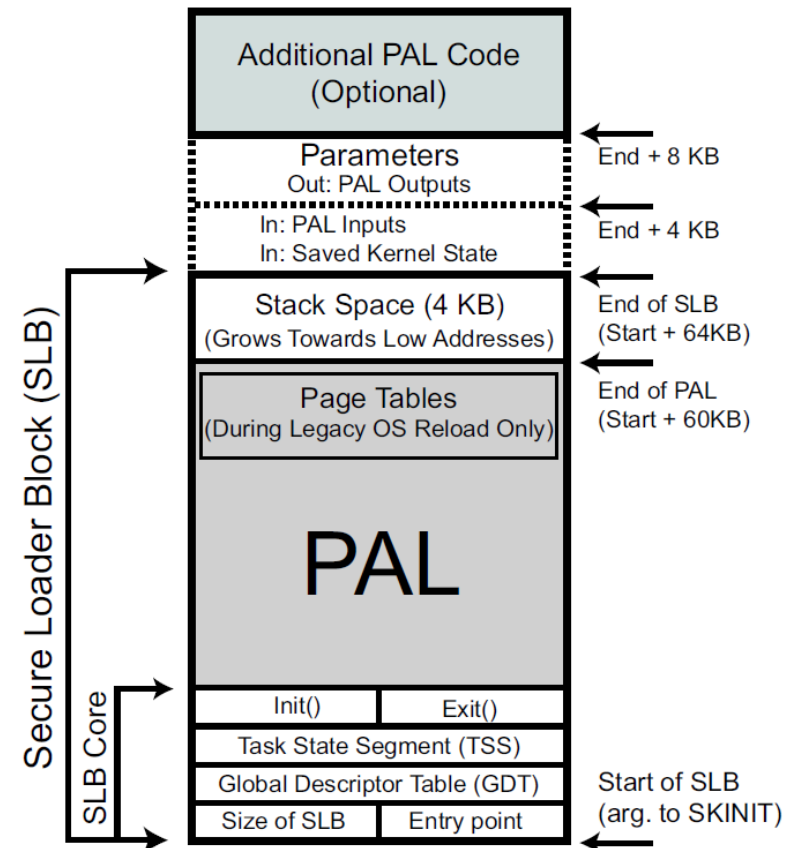 Additional PAL Code
(Optional)
End + 8 KB
Parameters
Out: PAL Outputs
End + 4 KB
In: PAL Inputs
In: Saved Kernel State
Secure Loader Block (SLB)
Stack Space (4 KB)
(Grows Towards Low Addresses)
End of SLB
(Start + 64KB)
End of PAL
(Start + 60KB)
Page Tables
(During Legacy OS Reload Only)
PAL
SLB Core
Init()
Exit()
Task State Segment (TSS)
Global Descriptor Table (GDT)
Size of SLB
Entry point
Start of SLB
(arg. to SKINIT)